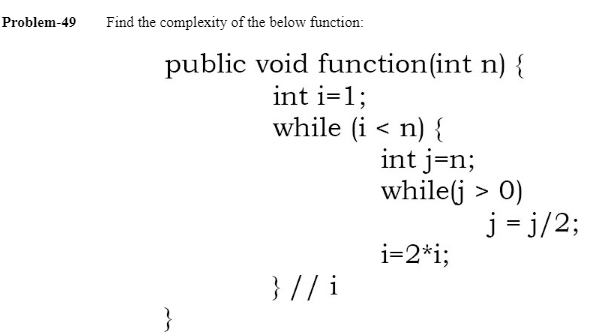 Problem-49 Find the complexity of the below function:
public void function(int n) {
int i=1;
while (i < n) {
int j=n;
while(j > 0)
j = j/2;
i=2*i;
} // i
}